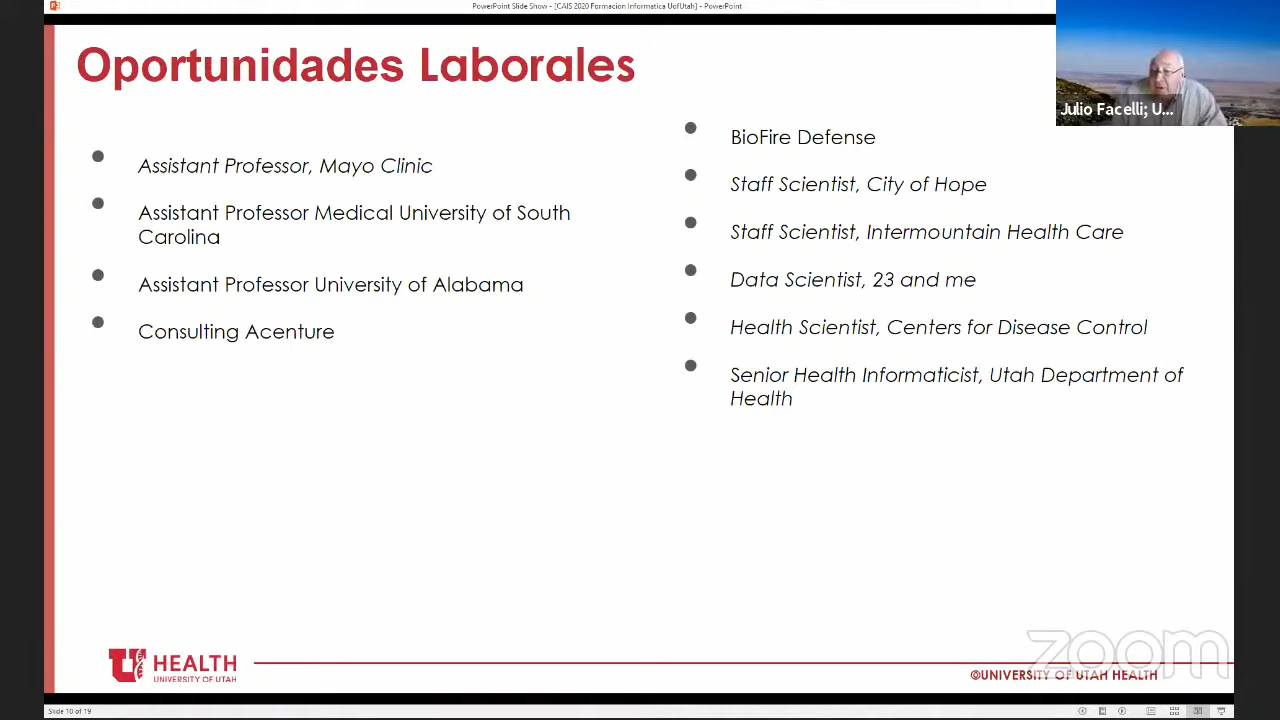 PowerPoint Slide Show - [CAIS 2020 Formacion Informatica UofUtah] - PowerPoint
Oportunidades Laborales
Julio Facelli; U...
Assistant Professor, Mayo Clinic
Assistant Professor Medical University of South
Carolina
Assistant Professor University of Alabama
Consulting Acenture
BioFire Defense
Staff Scientist, City of Hope
Staff Scientist, Intermountain Health Care
Data Scientist, 23 and me
Health Scientist, Centers for Disease Control
Senior Health Informaticist, Utah Department of
Health
U HEALTH
UNIVERSITY OF UTAH
zoom
©UNIVERSITY OF UTAH HEALTH
Slide 10 of 19